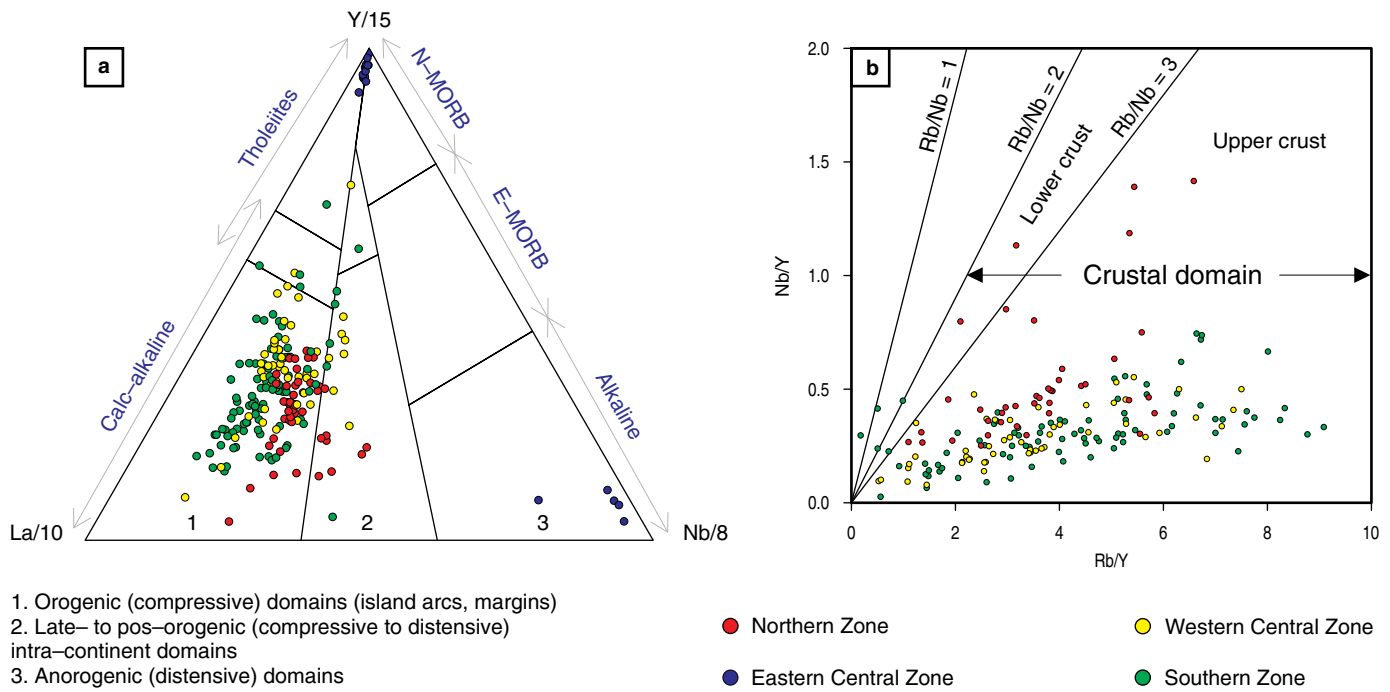 a
Y/15
Tholeiites
N–MORB
E–MORB
Calc–alkaline
Alkaline
La/10
1
2
3
Nb/8
b
2.0
1.5
1.0
0.5
0.0
Nb/Y
Rb/Nb = 1
Rb/Nb = 2
Lower crust
Rb/Nb = 3
Upper crust
Crustal domain
0
2
4
6
8
10
Rb/Y
1. Orogenic (compressive) domains (island arcs, margins)
2. Late– to pos–orogenic (compressive to distensive)
intra–continent domains
3. Anorogenic (distensive) domains
Northern Zone
Western Central Zone
Eastern Central Zone
Southern Zone